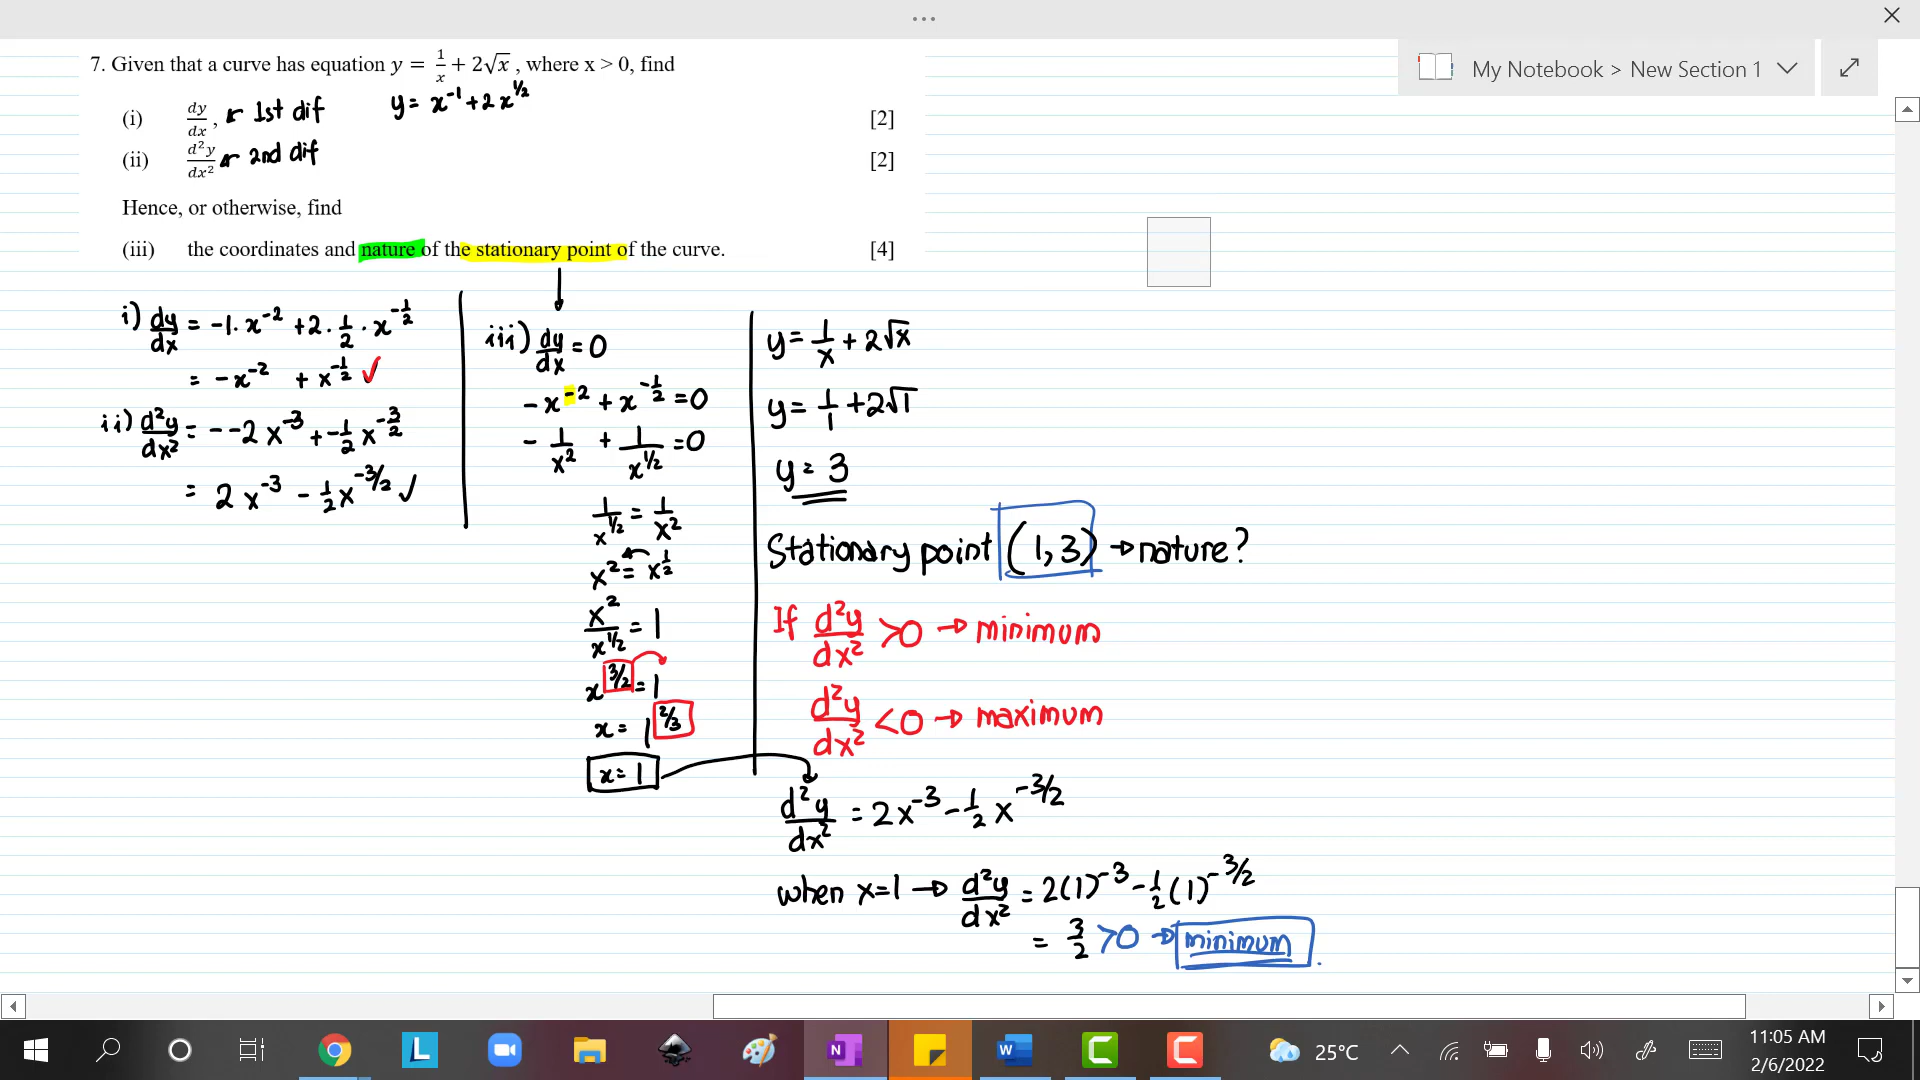 My Notebook > New Section 1
7. Given that a curve has equation y = 1/x + 2√x , where x > 0, find
y = x⁻¹ + 2x^½
(i) dy/dx , ← 1st dif [2]
(ii) d²y/dx² ← 2nd dif [2]
Hence, or otherwise, find
(iii) the coordinates and nature of the stationary point of the curve. [4]
i) dy/dx = -1·x⁻² + 2·½·x^-½
= -x⁻² + x^-½ ✓
ii) d²y/dx² = --2x⁻³ + -½x^-3/2
= 2x⁻³ - ½x^-3/2 ✓
iii) dy/dx = 0
-x⁻² + x^-½ = 0
-1/x² + 1/x^½ = 0
1/x^½ = 1/x²
x² = x^½
x²/x^½ = 1
x^3/2 = 1
x = 1^2/3
x = 1
y = 1/x + 2√x
y = 1/1 + 2√1
y = 3
Stationary point (1,3) → nature?
If d²y/dx² >0 → minimum
d²y/dx² <0 → maximum
d²y/dx² = 2x⁻³ - ½x^-3/2
when x=1 → d²y/dx² = 2(1)⁻³ - ½(1)^-3/2
= 3/2 >0 → minimum.
25°C
11:05 AM
2/6/2022